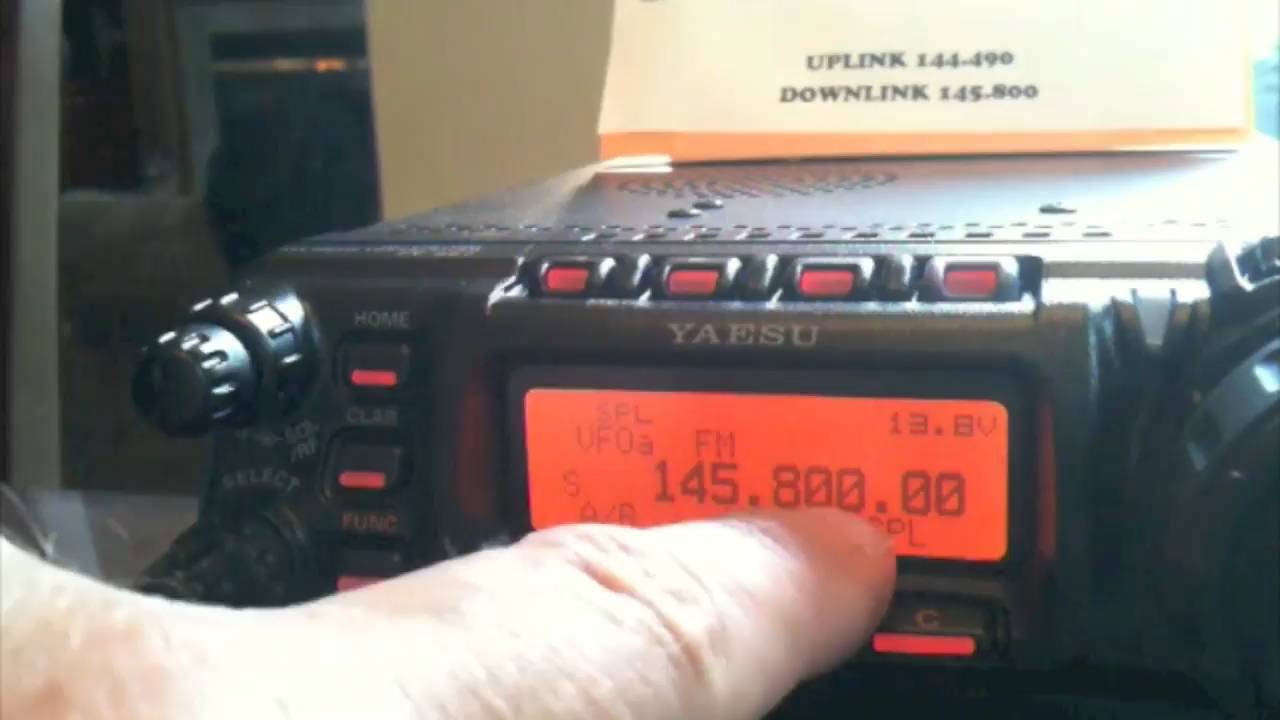 UPLINK 144.490
DOWNLINK 145.800
HOME
YAESU
CLAR
SPL
13.8V
VFOa FM
SELECT
S 145.800.00
FUNC
A/B SPL
C